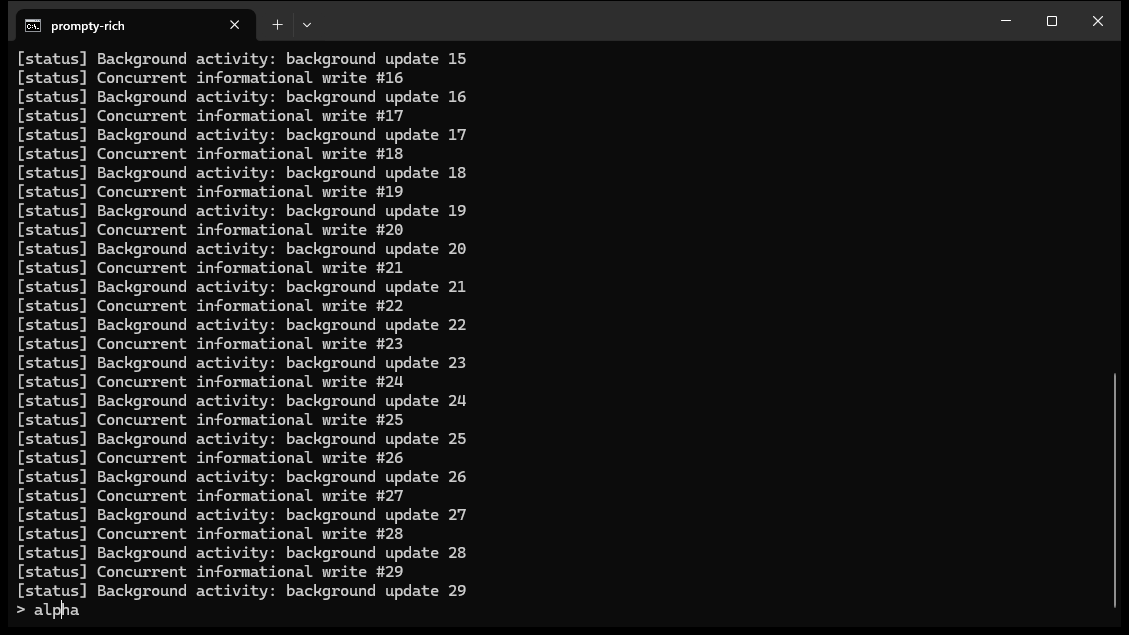 prompty-rich
[status] Background activity: background update 15
[status] Concurrent informational write #16
[status] Background activity: background update 16
[status] Concurrent informational write #17
[status] Background activity: background update 17
[status] Concurrent informational write #18
[status] Background activity: background update 18
[status] Concurrent informational write #19
[status] Background activity: background update 19
[status] Concurrent informational write #20
[status] Background activity: background update 20
[status] Concurrent informational write #21
[status] Background activity: background update 21
[status] Concurrent informational write #22
[status] Background activity: background update 22
[status] Concurrent informational write #23
[status] Background activity: background update 23
[status] Concurrent informational write #24
[status] Background activity: background update 24
[status] Concurrent informational write #25
[status] Background activity: background update 25
[status] Concurrent informational write #26
[status] Background activity: background update 26
[status] Concurrent informational write #27
[status] Background activity: background update 27
[status] Concurrent informational write #28
[status] Background activity: background update 28
[status] Concurrent informational write #29
[status] Background activity: background update 29
> alpha